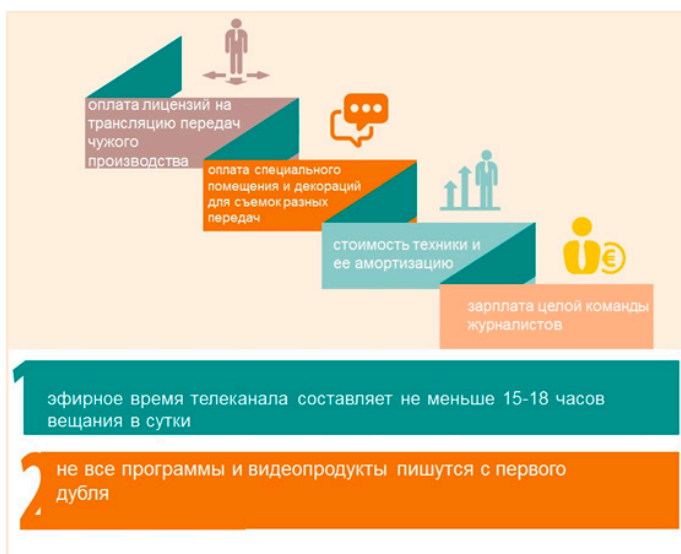 оплата лицензий на
трансляцию передач
чужого
производства
оплата специального
помещения и декораций
для съемок разных
передач
стоимость техники и
ее амортизацию
зарплата целой команды
журналистов
1
эфирное время телеканала составляет не меньше 15-18 часов
вещания в сутки
2
не все программы и видеопродукты пишутся с первого
дубля